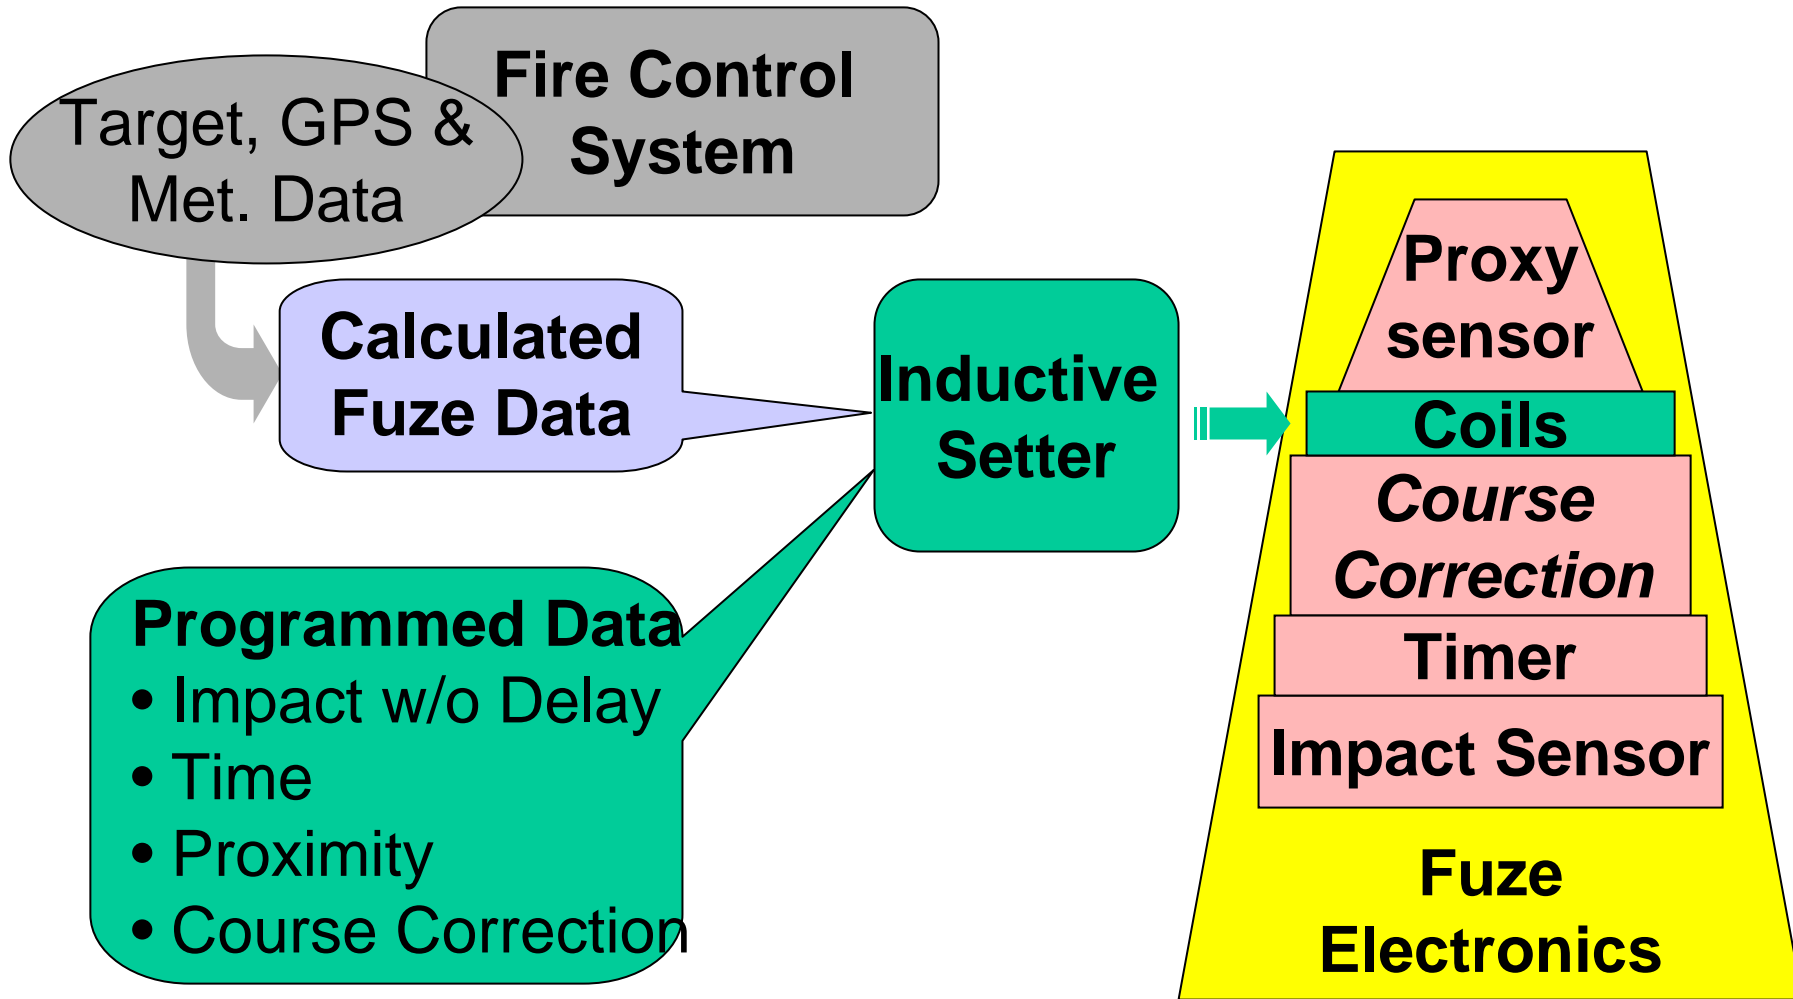 Fire Control
System
Target, GPS &
Met. Data
Calculated
Fuze Data
Inductive
Setter
Programmed Data
• Impact w/o Delay
• Time
• Proximity
• Course Correction
Proxy
sensor
Coils
Course
Correction
Timer
Impact Sensor
Fuze
Electronics